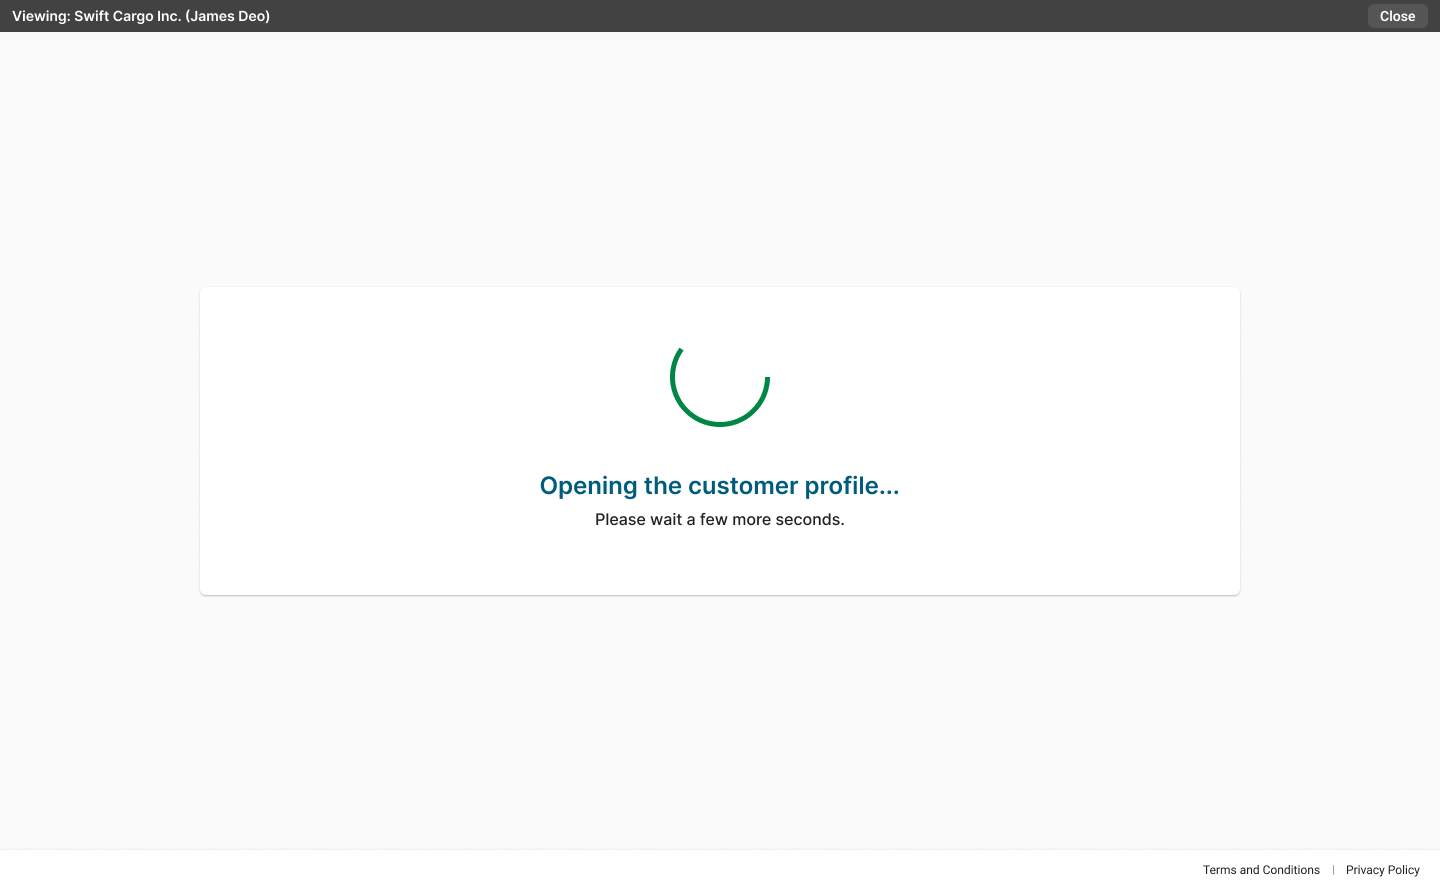 Viewing: Swift Cargo Inc. (James Deo)
Close
Opening the customer profile...
Please wait a few more seconds.
Terms and Conditions | Privacy Policy